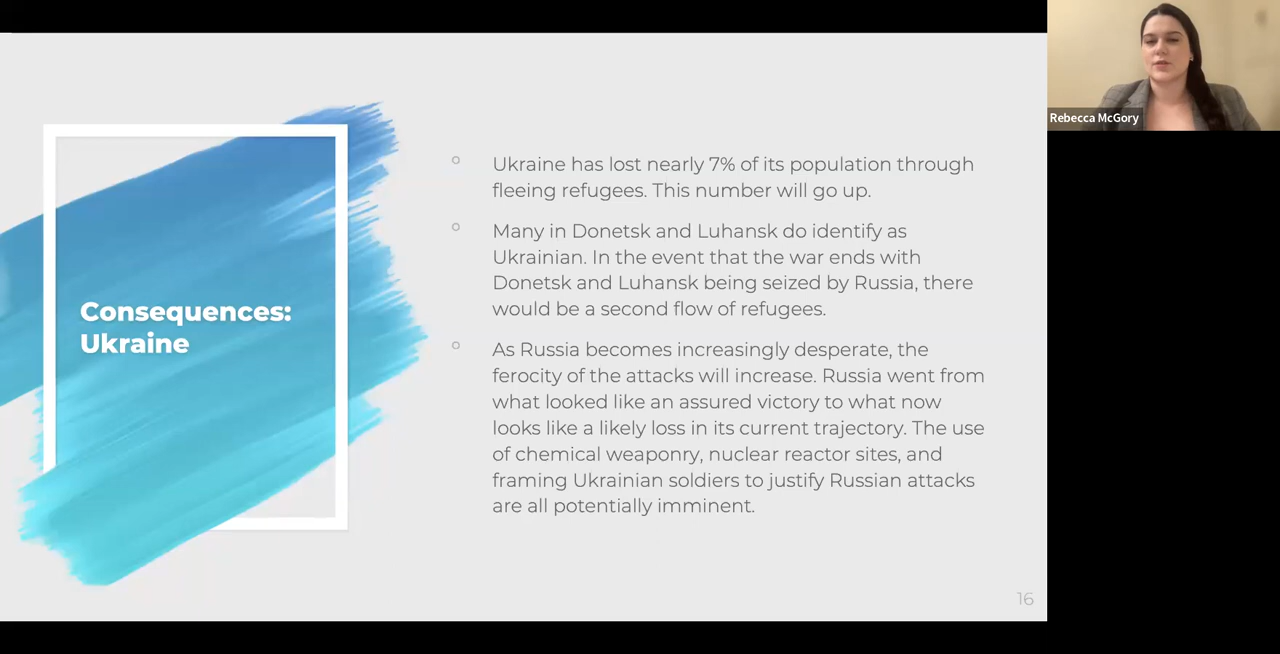 Rebecca McGory
Consequences:
Ukraine
Ukraine has lost nearly 7% of its population through
fleeing refugees. This number will go up.
Many in Donetsk and Luhansk do identify as
Ukrainian. In the event that the war ends with
Donetsk and Luhansk being seized by Russia, there
would be a second flow of refugees.
As Russia becomes increasingly desperate, the
ferocity of the attacks will increase. Russia went from
what looked like an assured victory to what now
looks like a likely loss in its current trajectory. The use
of chemical weaponry, nuclear reactor sites, and
framing Ukrainian soldiers to justify Russian attacks
are all potentially imminent.
16